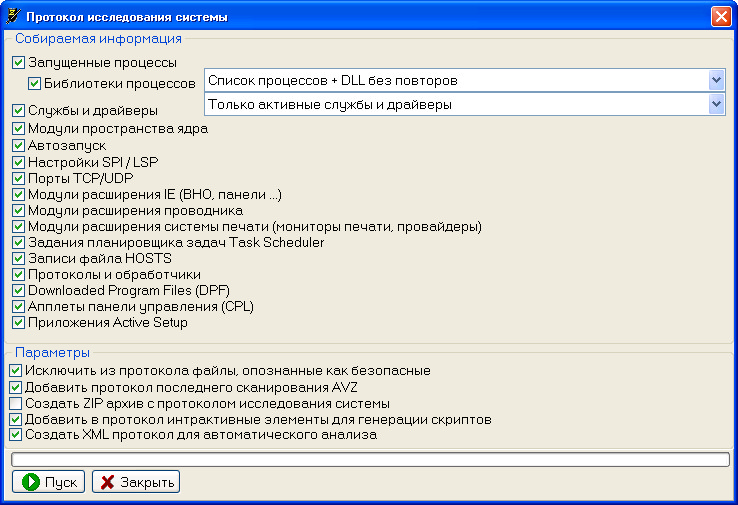 Протокол исследования системы
Собираемая информация
Запущенные процессы
Библиотеки процессов
Список процессов + DLL без повторов
Только активные службы и драйверы
Службы и драйверы
Модули пространства ядра
Автозапуск
Настройки SPI / LSP
Порты TCP/UDP
Модули расширения IE (BHO, панели ...)
Модули расширения проводника
Модули расширения системы печати (мониторы печати, провайдеры)
Задания планировщика задач Task Scheduler
Записи файла HOSTS
Протоколы и обработчики
Downloaded Program Files (DPF)
Апплеты панели управления (CPL)
Приложения Active Setup
Параметры
Исключить из протокола файлы, опознанные как безопасные
Добавить протокол последнего сканирования AVZ
Создать ZIP архив с протоколом исследования системы
Добавить в протокол интрактивные элементы для генерации скриптов
Создать XML протокол для автоматического анализа
Пуск
Закрыть